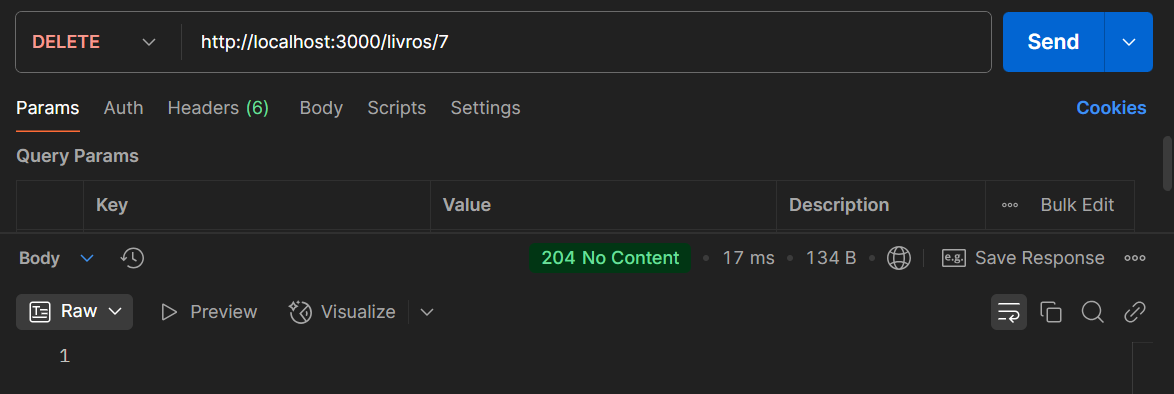 DELETE http://localhost:3000/livros/7 Send
Params Auth Headers (6) Body Scripts Settings Cookies
Query Params
Key Value Description Bulk Edit
Body 204 No Content 17 ms 134 B e.g. Save Response
Raw Preview Visualize
1